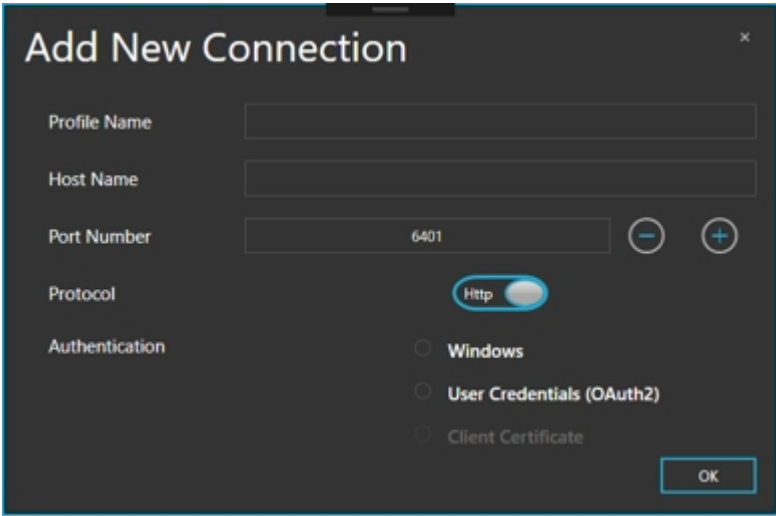 Add New Connection
Profile Name
Host Name
Port Number 6401
Protocol Http
Authentication Windows
User Credentials (OAuth2)
Client Certificate
OK